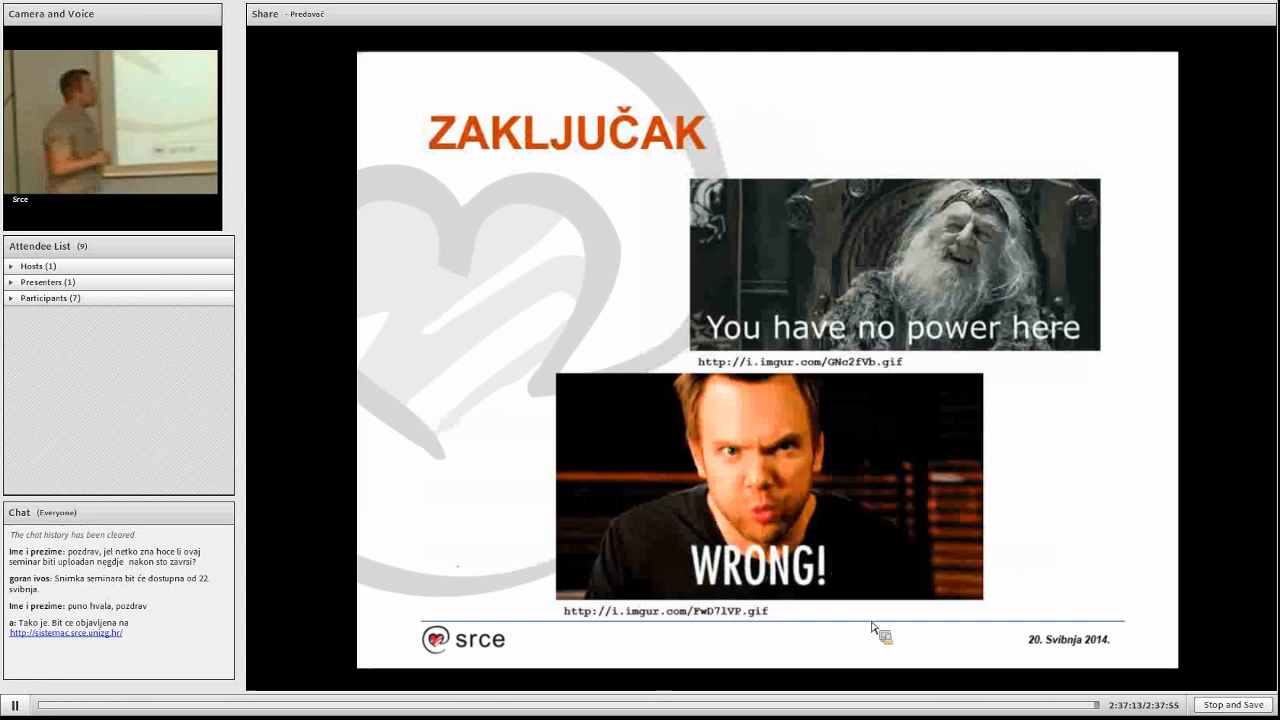 Camera and Voice
Srce
Attendee List (9)
Hosts (1)
Presenters (1)
Participants (7)
Chat (Everyone)
The chat history has been cleared
Ime i prezime: pozdrav, jel netko zna hoce li ovaj
seminar biti uploadan negdje nakon sto zavrsi?
goran ivos: Snimka seminara bit će dostupna od 22.
svibnja.
Ime i prezime: puno hvala, pozdrav
a: Tako je. Bit ce objavljena na
http://sistemac.srce.unizg.hr/
Share - Predavač
ZAKLJUČAK
You have no power here
http://i.imgur.com/GNc2fVb.gif
WRONG!
http://i.imgur.com/FwD7lVP.gif
srce
20. Svibnja 2014.
2:37:13/2:37:55
Stop and Save